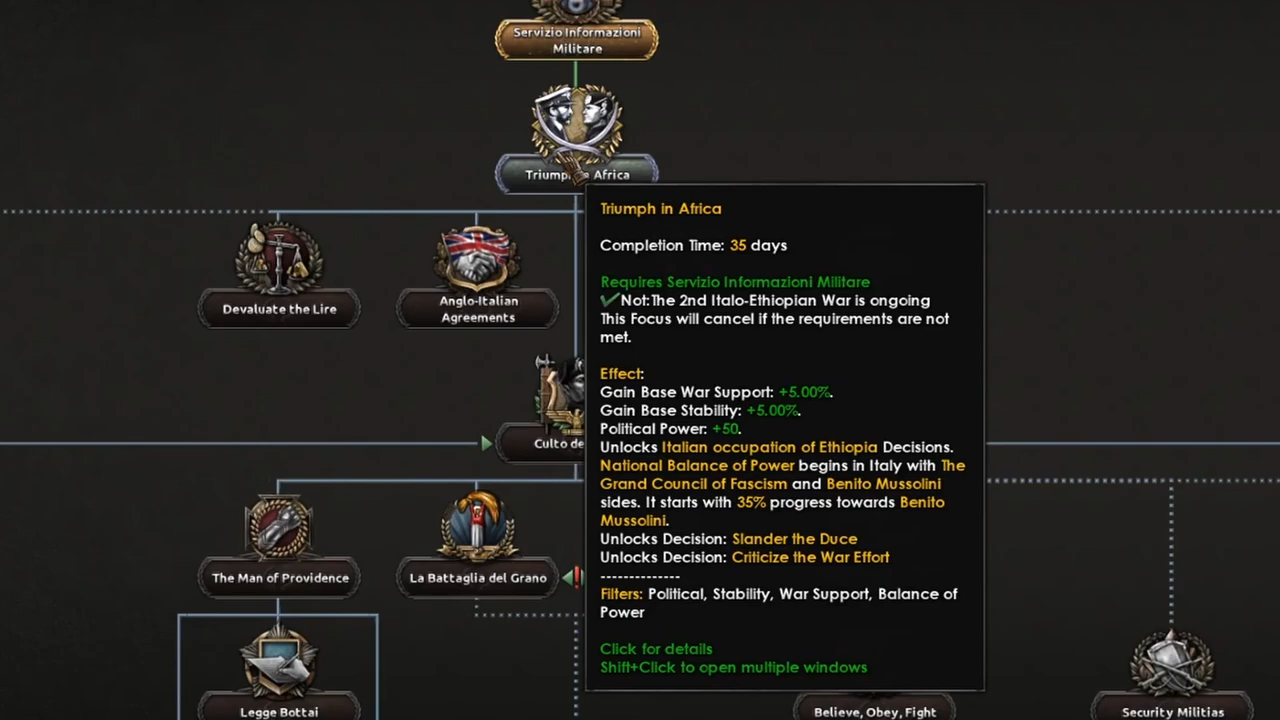 Servizio Informazioni
Militare
Africa
Triumph in Africa
Completion Time: 35 days
Requires Servizio Informazioni Militare
Not:The 2nd Italo-Ethiopian War is ongoing
This Focus will cancel if the requirements are not
met.
Devaluate the Lire
Anglo-Italian
Agreements
Effect:
Gain Base War Support: +5.00%.
Gain Base Stability: +5.00%.
Political Power: +50.
Unlocks Italian occupation of Ethiopia Decisions.
National Balance of Power begins in Italy with The
Grand Council of Fascism and Benito Mussolini
sides. It starts with 35% progress towards Benito
Mussolini.
Unlocks Decision: Slander the Duce
Unlocks Decision: Criticize the War Effort
--------------
Filters: Political, Stability, War Support, Balance of
Power
Click for details
Shift+Click to open multiple windows
Culto de
The Man of Providence
La Battaglia del Grano
Legge Bottai
Believe, Obey, Fight
Security Militias